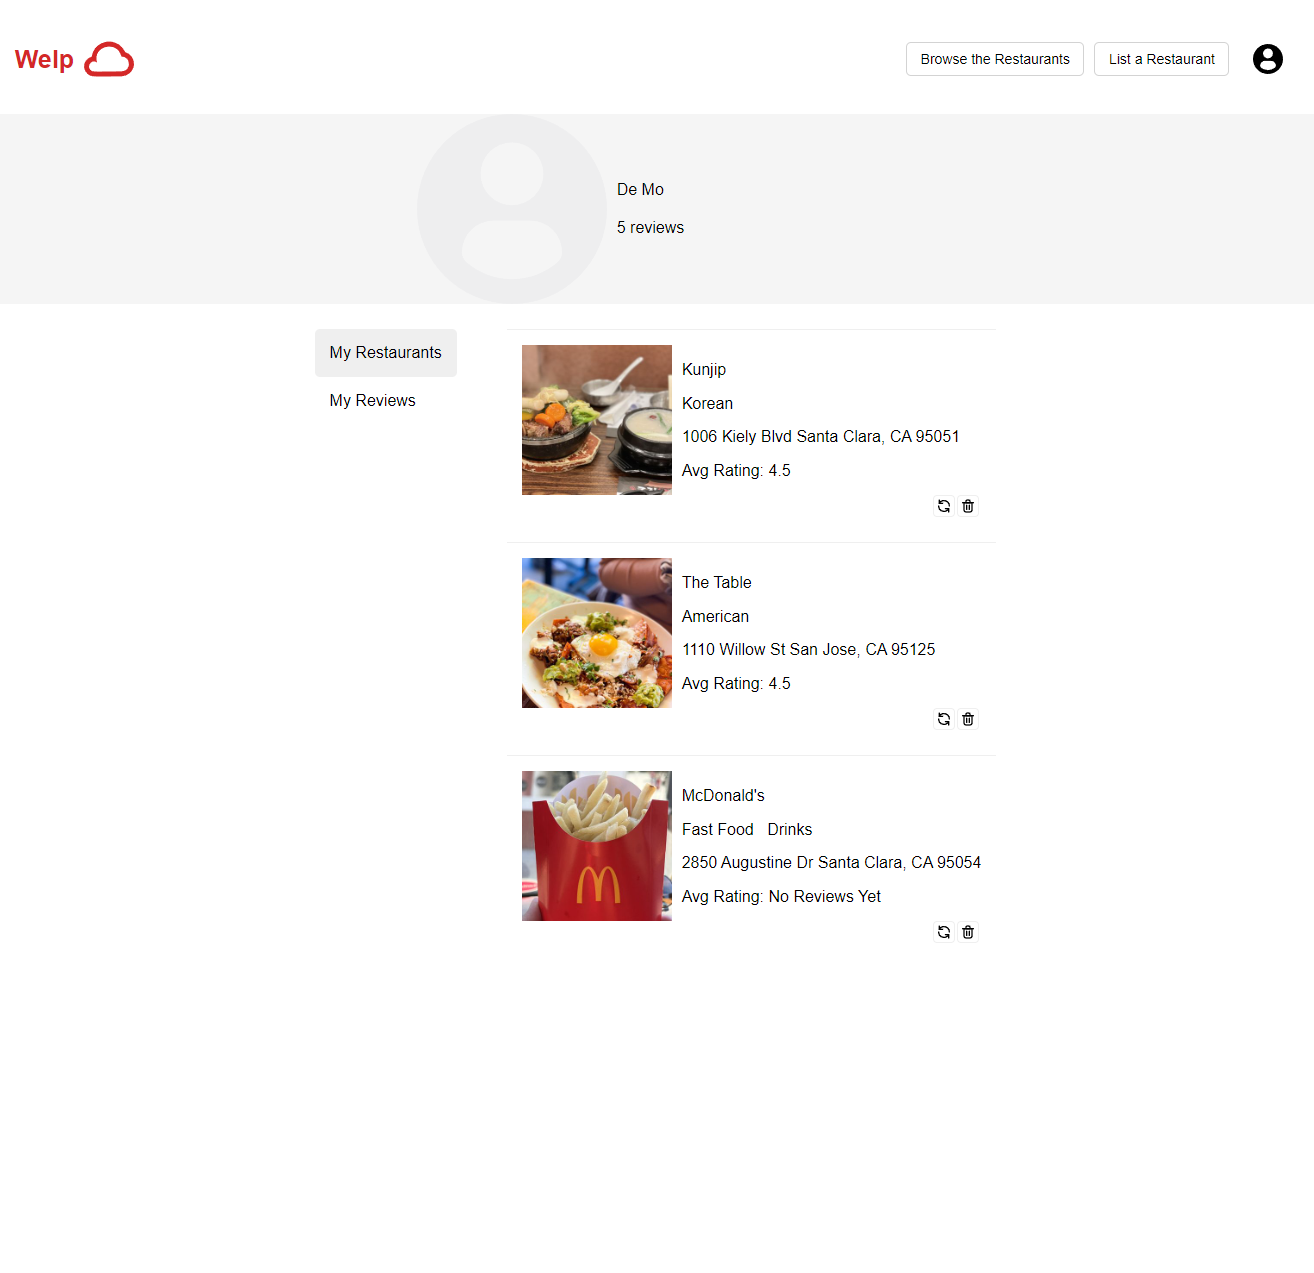 Welp
Browse the Restaurants
List a Restaurant
De Mo
5 reviews
My Restaurants
My Reviews
Kunjip
Korean
1006 Kiely Blvd Santa Clara, CA 95051
Avg Rating: 4.5
The Table
American
1110 Willow St San Jose, CA 95125
Avg Rating: 4.5
McDonald's
Fast Food Drinks
2850 Augustine Dr Santa Clara, CA 95054
Avg Rating: No Reviews Yet